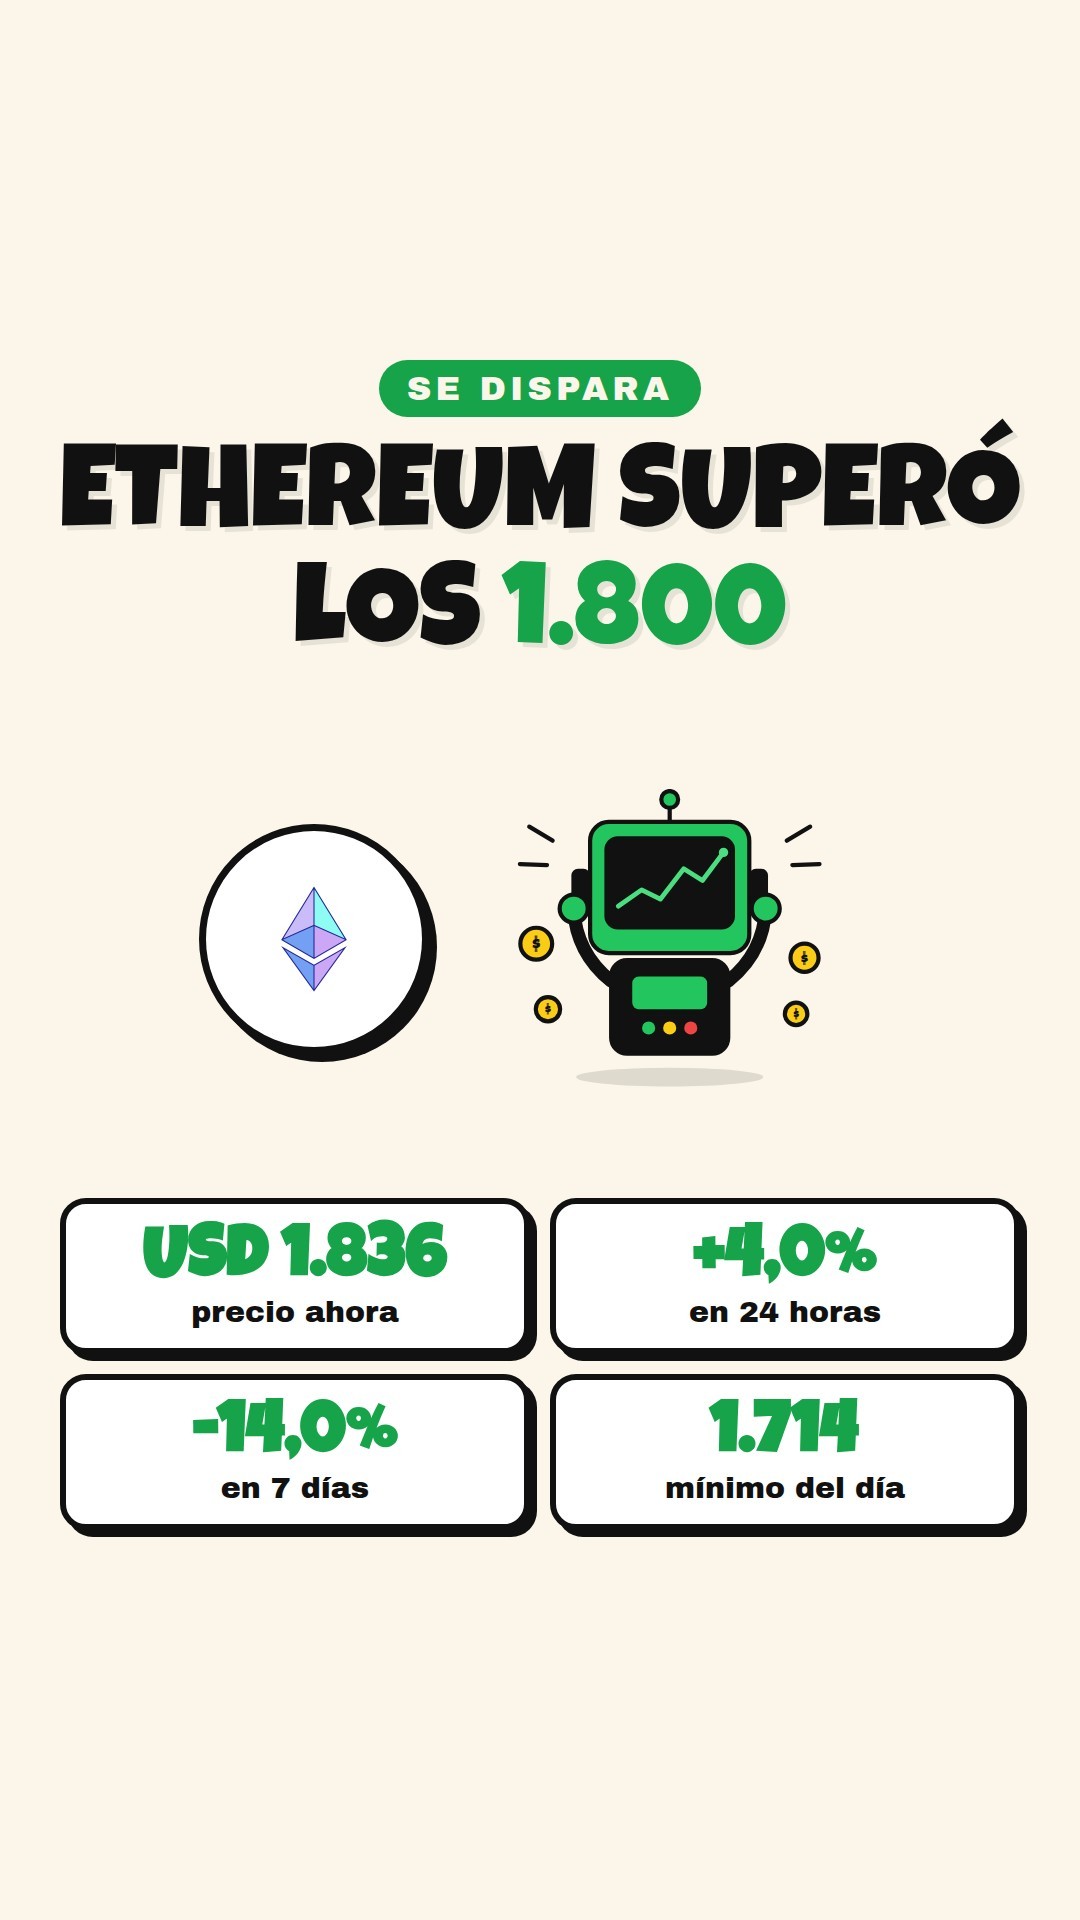 SE DISPARA
ETHEREUM SUPERÓ
LOS 1.800
$
$
$
$
USD 1.836
precio ahora
+4,0%
en 24 horas
-14,0%
en 7 días
1.714
mínimo del día